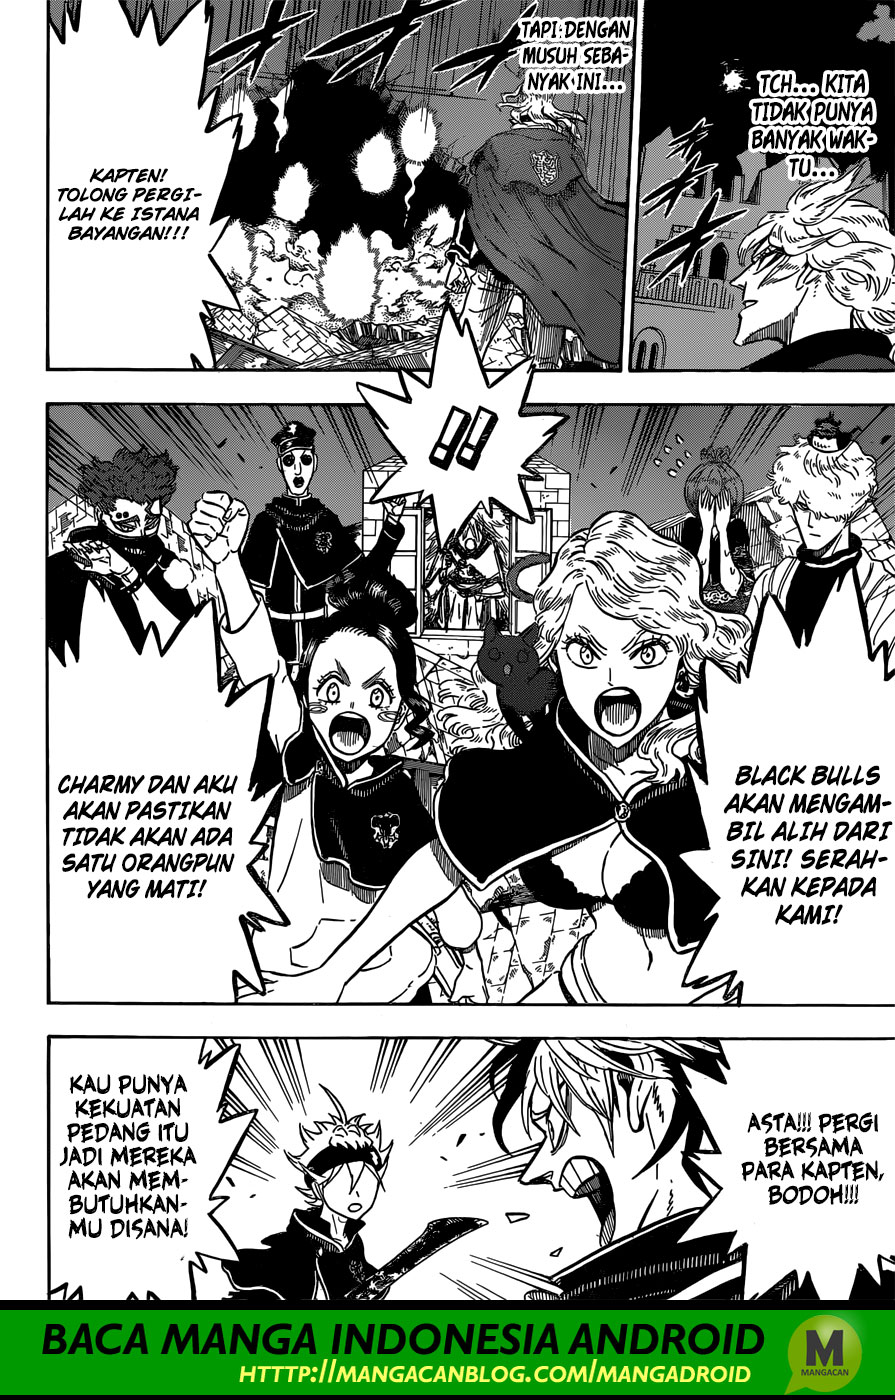 TCH... KITA
TIDAK PUNYA
BANYAK WAK-
TU...
TAPI DENGAN
MUSUH SEBA-
NYAK INI...
KAPTEN!
TOLONG PERGI-
LAH KE ISTANA
BAYANGAN!!!
!!
BLACK BULLS
AKAN MENGAM-
BIL ALIH DARI
SINI! SERAH-
KAN KEPADA
KAMI!
CHARMY DAN AKU
AKAN PASTIKAN
TIDAK AKAN ADA
SATU ORANGPUN
YANG MATI!
ASTA!!! PERGI
BERSAMA
PARA KAPTEN,
BODOH!!!
KAU PUNYA
KEKUATAN
PEDANG ITU
JADI MEREKA
AKAN MEM-
BUTUHKAN-
MU DISANA!
BACA MANGA INDONESIA ANDROID
HTTTP://MANGACANBLOG.COM/MANGADROID
M
MANGACAN